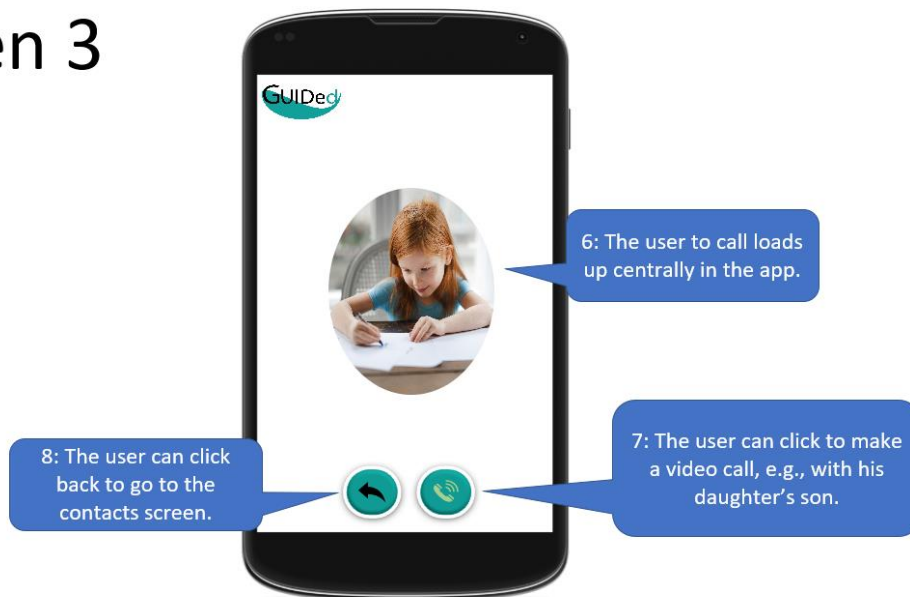 en 3
GUIDed
6: The user to call loads
up centrally in the app.
7: The user can click to make
a video call, e.g., with his
daughter's son.
8: The user can click
back to go to the
contacts screen.